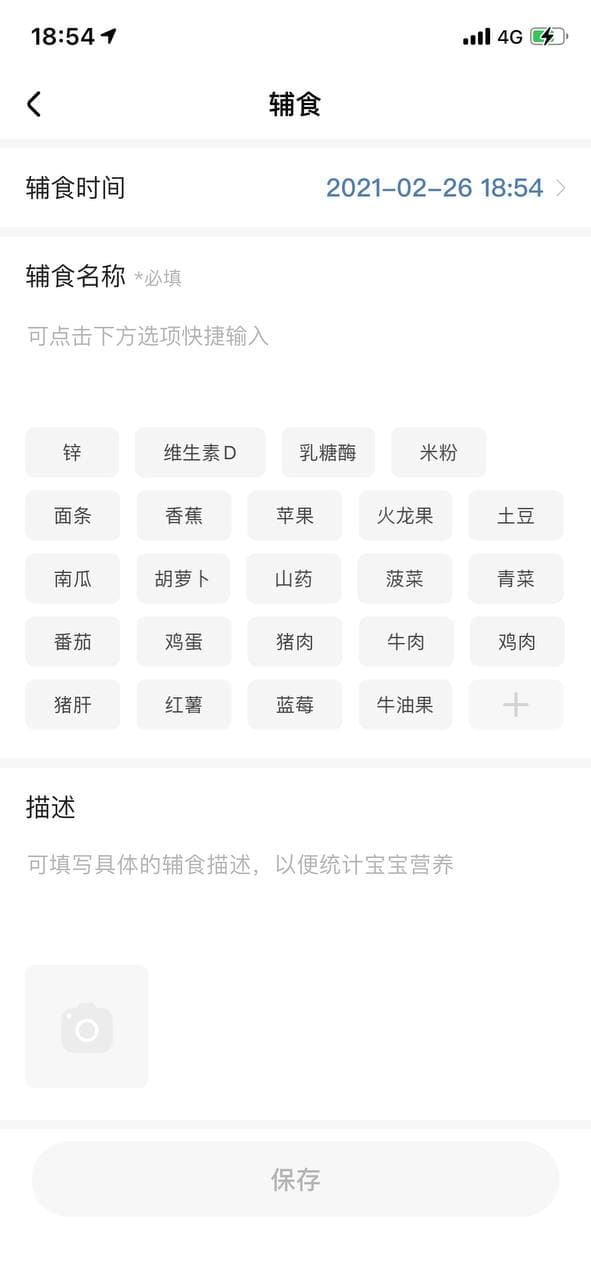 18:54 4G
辅食
辅食时间 2021-02-26 18:54
辅食名称 *必填
可点击下方选项快捷输入
锌 维生素D 乳糖酶 米粉
面条 香蕉 苹果 火龙果 土豆
南瓜 胡萝卜 山药 菠菜 青菜
番茄 鸡蛋 猪肉 牛肉 鸡肉
猪肝 红薯 蓝莓 牛油果 +
描述
可填写具体的辅食描述，以便统计宝宝营养
保存